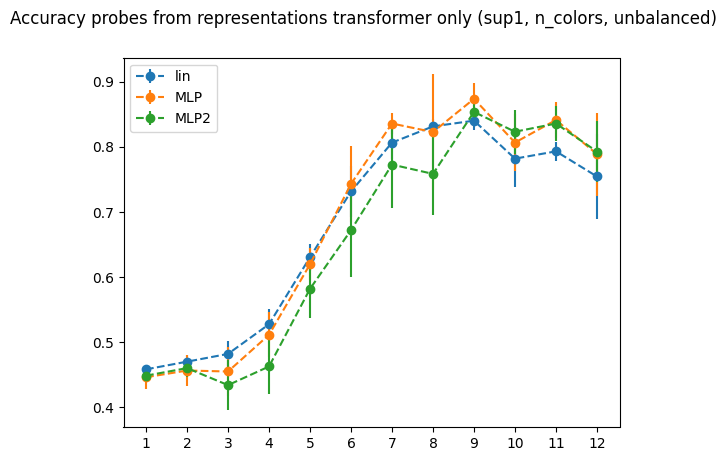 Accuracy probes from representations transformer only (sup1, n_colors, unbalanced)
lin
MLP
MLP2
0.9
0.8
0.7
0.6
0.5
0.4
1 2 3 4 5 6 7 8 9 10 11 12